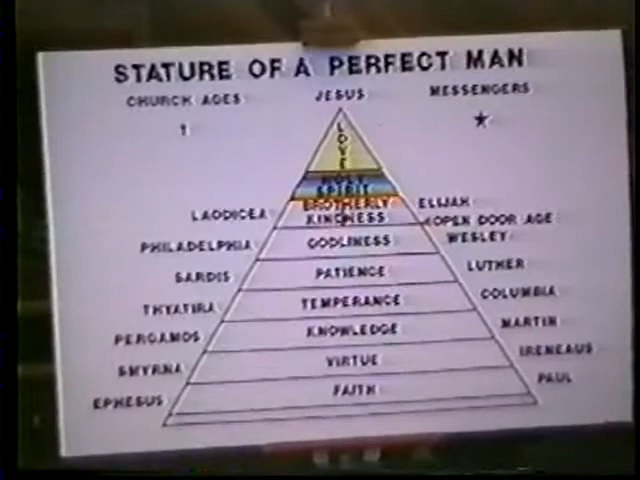 STATURE OF A PERFECT MAN
CHURCH AGES JESUS MESSENGERS
LOVE
HOLY
SPIRIT
BROTHERLY ELIJAH
LAODICEA KINDNESS OPEN DOOR AGE
PHILADELPHIA GODLINESS WESLEY
SARDIS PATIENCE LUTHER
THYATIRA TEMPERANCE COLUMBIA
PERGAMOS KNOWLEDGE MARTIN
SMYRNA VIRTUE IRENEAUS
EPHESUS FAITH PAUL